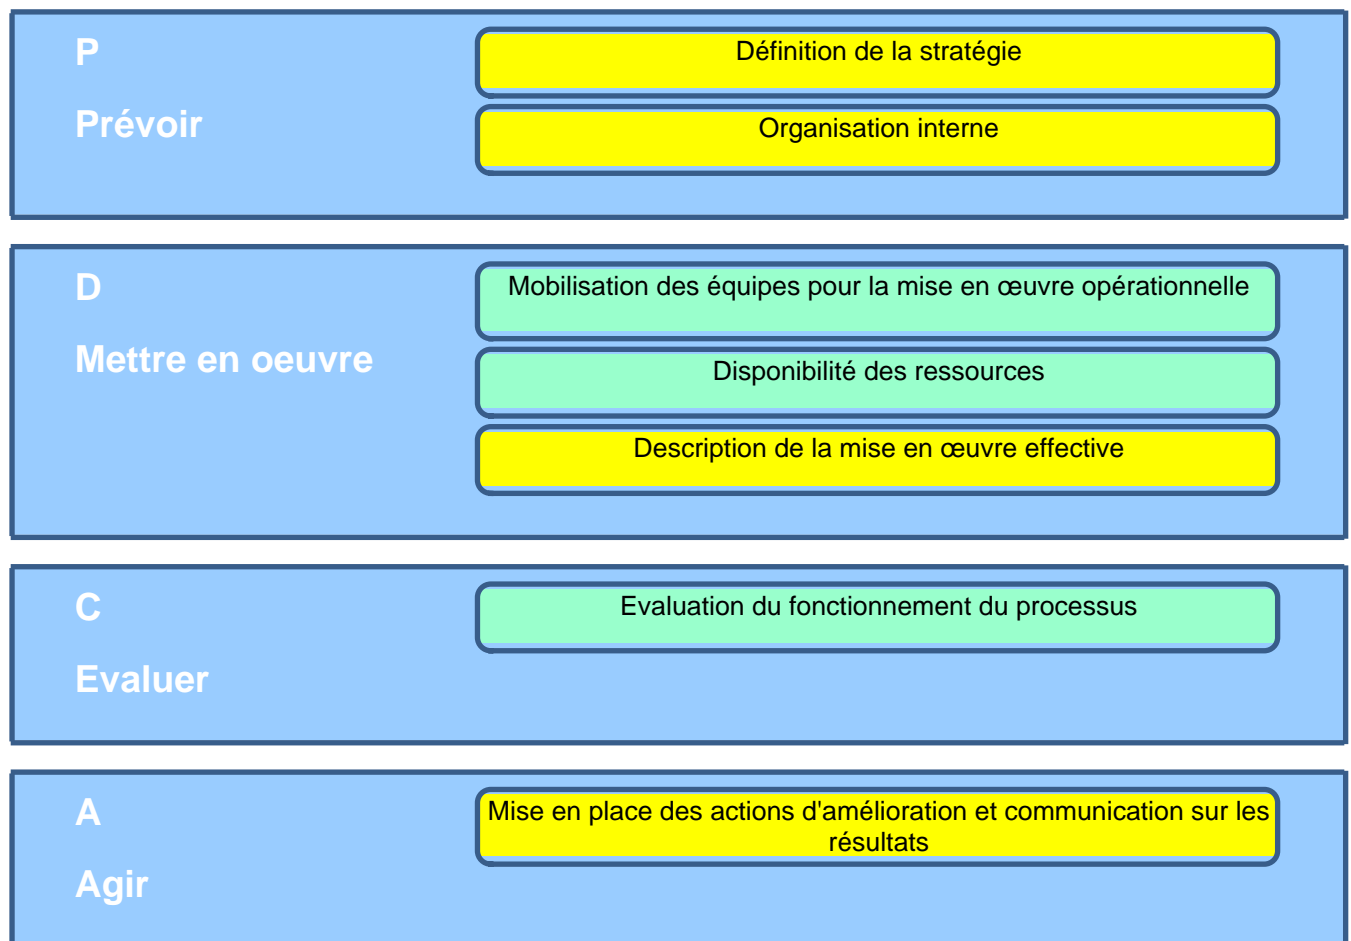 P
Prévoir
Définition de la stratégie
Organisation interne
D
Mettre en oeuvre
Mobilisation des équipes pour la mise en œuvre opérationnelle
Disponibilité des ressources
Description de la mise en œuvre effective
C
Evaluer
Evaluation du fonctionnement du processus
A
Agir
Mise en place des actions d'amélioration et communication sur les
résultats